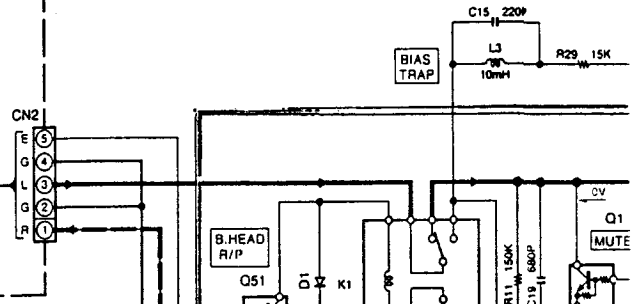 C15 220P
BIAS
TRAP
L3
10mH
R29 15K
CN2
E 5
G 4
L 3
G 2
R 1
0V
Q1
MUTE
B.HEAD
R/P
Q51
D1
K1
R11 150K
C19 680P